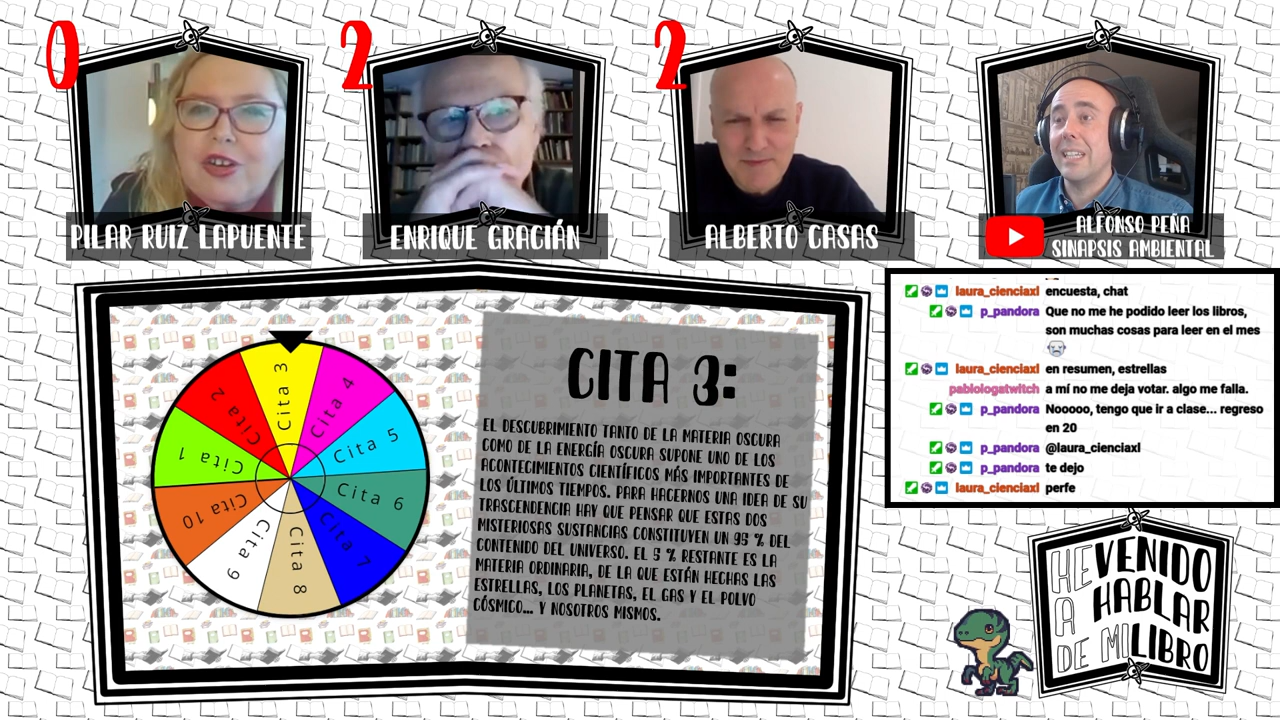 0
2
2
PILAR RUIZ LAPUENTE
ENRIQUE GRACIÁN
ALBERTO CASAS
ALFONSO PEÑA
SINAPSIS AMBIENTAL
Cita 1
Cita 2
Cita 3
Cita 4
Cita 5
Cita 6
Cita 7
Cita 8
Cita 9
Cita 10
CITA 3:
EL DESCUBRIMIENTO TANTO DE LA MATERIA OSCURA
COMO DE LA ENERGÍA OSCURA SUPONE UNO DE LOS
ACONTECIMIENTOS CIENTÍFICOS MÁS IMPORTANTES DE
LOS ÚLTIMOS TIEMPOS. PARA HACERNOS UNA IDEA DE SU
TRASCENDENCIA HAY QUE PENSAR QUE ESTAS DOS
MISTERIOSAS SUSTANCIAS CONSTITUYEN UN 95 % DEL
CONTENIDO DEL UNIVERSO. EL 5 % RESTANTE ES LA
MATERIA ORDINARIA, DE LA QUE ESTÁN HECHAS LAS
ESTRELLAS, LOS PLANETAS, EL GAS Y EL POLVO
CÓSMICO... Y NOSOTROS MISMOS.
laura_cienciaxl encuesta, chat
p_pandora Que no me he podido leer los libros,
son muchas cosas para leer en el mes
laura_cienciaxl en resumen, estrellas
pablologatwitch a mí no me deja votar. algo me falla.
p_pandora Nooooo, tengo que ir a clase... regreso
en 20
p_pandora @laura_cienciaxl
p_pandora te dejo
laura_cienciaxl perfe
HE VENIDO
A HABLAR
DE MI LIBRO